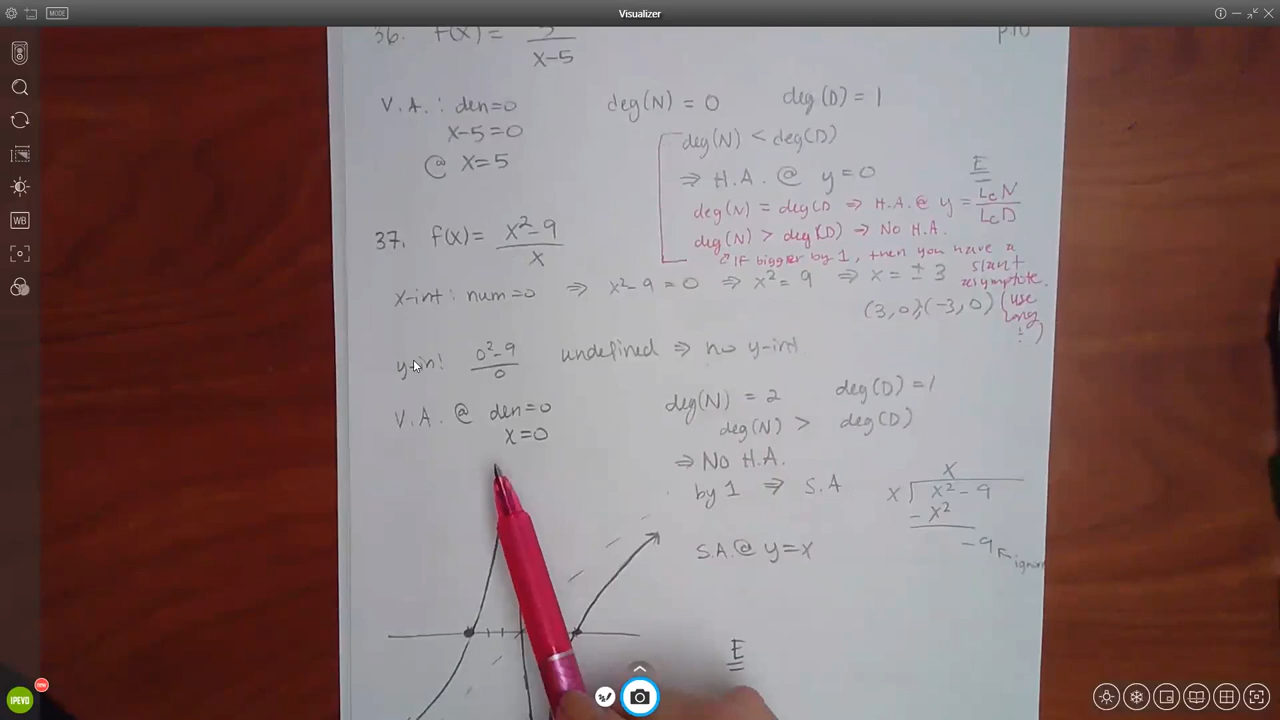 MODE
Visualizer
36. f(x) =
x-5
p.10
V.A.: den=0
x-5=0
@ x=5
deg(N) = 0 deg(D) = 1
deg(N) < deg(D)
⇒ H.A. @ y=0
E
deg(N) = deg(D ⇒ H.A.@ y = LcN / LcD
deg(N) > deg(D) ⇒ No H.A.
IF bigger by 1, then you have a
slant
asymptote.
(use
long
÷)
37. f(x) = x²-9 / x
x-int: num=0 ⇒ x²-9=0 ⇒ x²=9 ⇒ x = ± 3
(3,0);(-3,0)
y-in: 0²-9 / 0 undefined ⇒ no y-int
V.A. @ den=0
x=0
deg(N) = 2 deg(D) = 1
deg(N) > deg(D)
⇒ No H.A.
by 1 ⇒ S.A
S.A.@ y=x
x
x x²-9
- x²
-9
E
WB
IPEVO
new